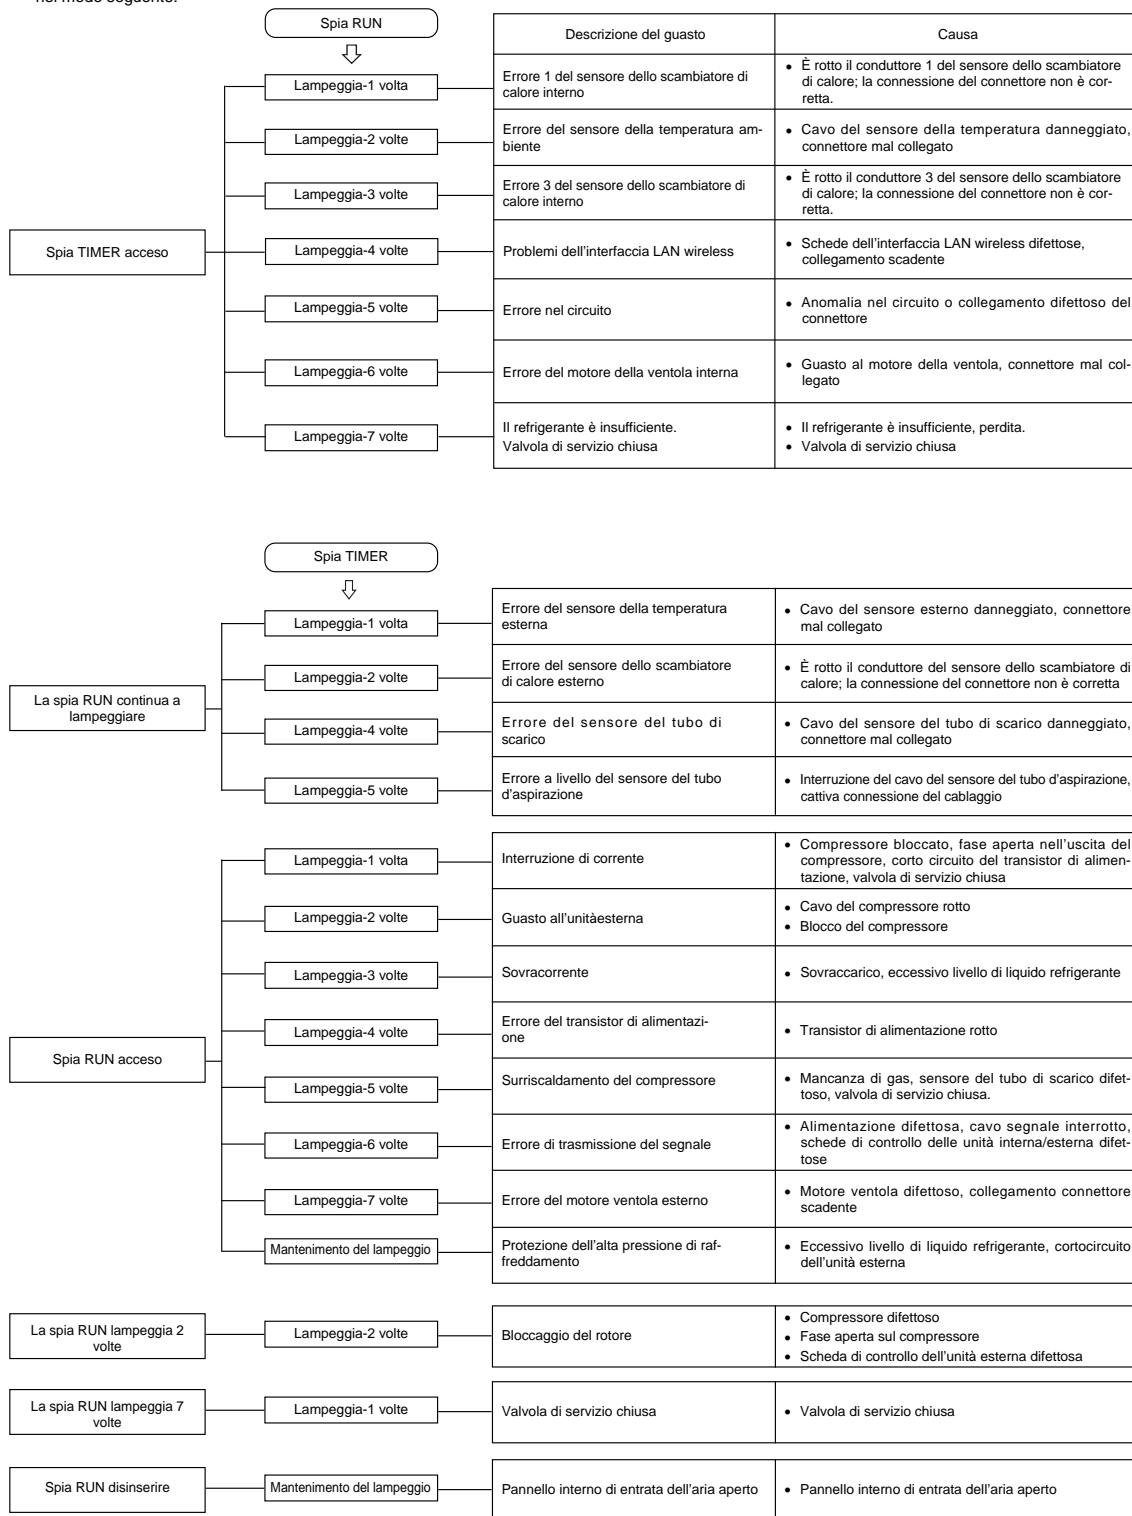 nel modo seguente.
Spia RUN
Descrizione del guasto
Causa
Lampeggia-1 volta
Errore 1 del sensore dello scambiatore di
calore interno
• È rotto il conduttore 1 del sensore dello scambiatore
di calore; la connessione del connettore non è cor-
retta.
Lampeggia-2 volte
Errore del sensore della temperatura am-
biente
• Cavo del sensore della temperatura danneggiato,
connettore mal collegato
Lampeggia-3 volte
Errore 3 del sensore dello scambiatore di
calore interno
• È rotto il conduttore 3 del sensore dello scambiatore
di calore; la connessione del connettore non è cor-
retta.
Spia TIMER acceso
Lampeggia-4 volte
Problemi dell'interfaccia LAN wireless
• Schede dell'interfaccia LAN wireless difettose,
collegamento scadente
Lampeggia-5 volte
Errore nel circuito
• Anomalia nel circuito o collegamento difettoso del
connettore
Lampeggia-6 volte
Errore del motore della ventola interna
• Guasto al motore della ventola, connettore mal col-
legato
Lampeggia-7 volte
Il refrigerante è insufficiente.
Valvola di servizio chiusa
• Il refrigerante è insufficiente, perdita.
• Valvola di servizio chiusa
Spia TIMER
Lampeggia-1 volta
Errore del sensore della temperatura
esterna
• Cavo del sensore esterno danneggiato, connettore
mal collegato
La spia RUN continua a
lampeggiare
Lampeggia-2 volte
Errore del sensore dello scambiatore
di calore esterno
• È rotto il conduttore del sensore dello scambiatore di
calore; la connessione del connettore non è corretta
Lampeggia-4 volte
Errore del sensore del tubo di
scarico
• Cavo del sensore del tubo di scarico danneggiato,
connettore mal collegato
Lampeggia-5 volte
Errore a livello del sensore del tubo
d'aspirazione
• Interruzione del cavo del sensore del tubo d'aspirazione,
cattiva connessione del cablaggio
Lampeggia-1 volta
Interruzione di corrente
• Compressore bloccato, fase aperta nell'uscita del
compressore, corto circuito del transistor di alimen-
tazione, valvola di servizio chiusa
Lampeggia-2 volte
Guasto all'unitàesterna
• Cavo del compressore rotto
• Blocco del compressore
Lampeggia-3 volte
Sovracorrente
• Sovraccarico, eccessivo livello di liquido refrigerante
Spia RUN acceso
Lampeggia-4 volte
Errore del transistor di alimentazi-
one
• Transistor di alimentazione rotto
Lampeggia-5 volte
Surriscaldamento del compressore
• Mancanza di gas, sensore del tubo di scarico difet-
toso, valvola di servizio chiusa.
Lampeggia-6 volte
Errore di trasmissione del segnale
• Alimentazione difettosa, cavo segnale interrotto,
schede di controllo delle unità interna/esterna difet-
tose
Lampeggia-7 volte
Errore del motore ventola esterno
• Motore ventola difettoso, collegamento connettore
scadente
Mantenimento del lampeggio
Protezione dell'alta pressione di raf-
freddamento
• Eccessivo livello di liquido refrigerante, cortocircuito
dell'unità esterna
La spia RUN lampeggia 2
volte
Lampeggia-2 volte
Bloccaggio del rotore
• Compressore difettoso
• Fase aperta sul compressore
• Scheda di controllo dell'unità esterna difettosa
La spia RUN lampeggia 7
volte
Lampeggia-1 volte
Valvola di servizio chiusa
• Valvola di servizio chiusa
Spia RUN disinserire
Mantenimento del lampeggio
Pannello interno di entrata dell'aria aperto
• Pannello interno di entrata dell'aria aperto